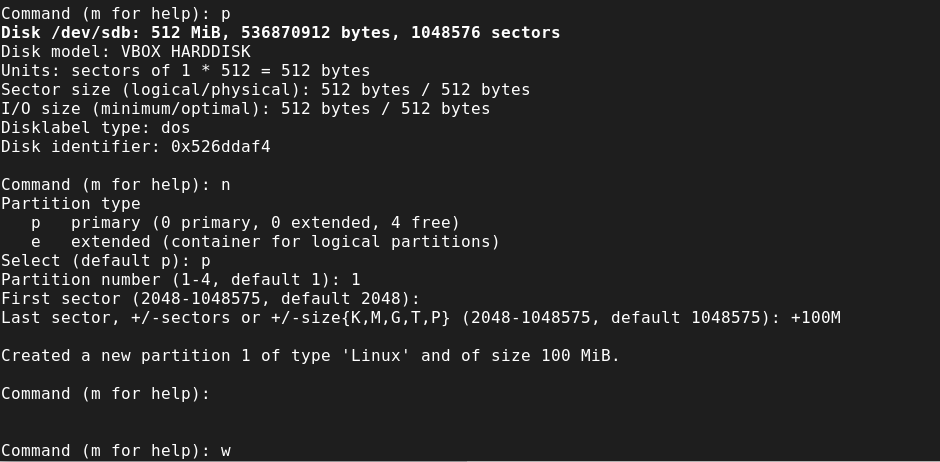 Command (m for help): p
Disk /dev/sdb: 512 MiB, 536870912 bytes, 1048576 sectors
Disk model: VBOX HARDDISK
Units: sectors of 1 * 512 = 512 bytes
Sector size (logical/physical): 512 bytes / 512 bytes
I/O size (minimum/optimal): 512 bytes / 512 bytes
Disklabel type: dos
Disk identifier: 0x526ddaf4

Command (m for help): n
Partition type
   p   primary (0 primary, 0 extended, 4 free)
   e   extended (container for logical partitions)
Select (default p): p
Partition number (1-4, default 1): 1
First sector (2048-1048575, default 2048):
Last sector, +/-sectors or +/-size{K,M,G,T,P} (2048-1048575, default 1048575): +100M

Created a new partition 1 of type 'Linux' and of size 100 MiB.

Command (m for help):


Command (m for help): w